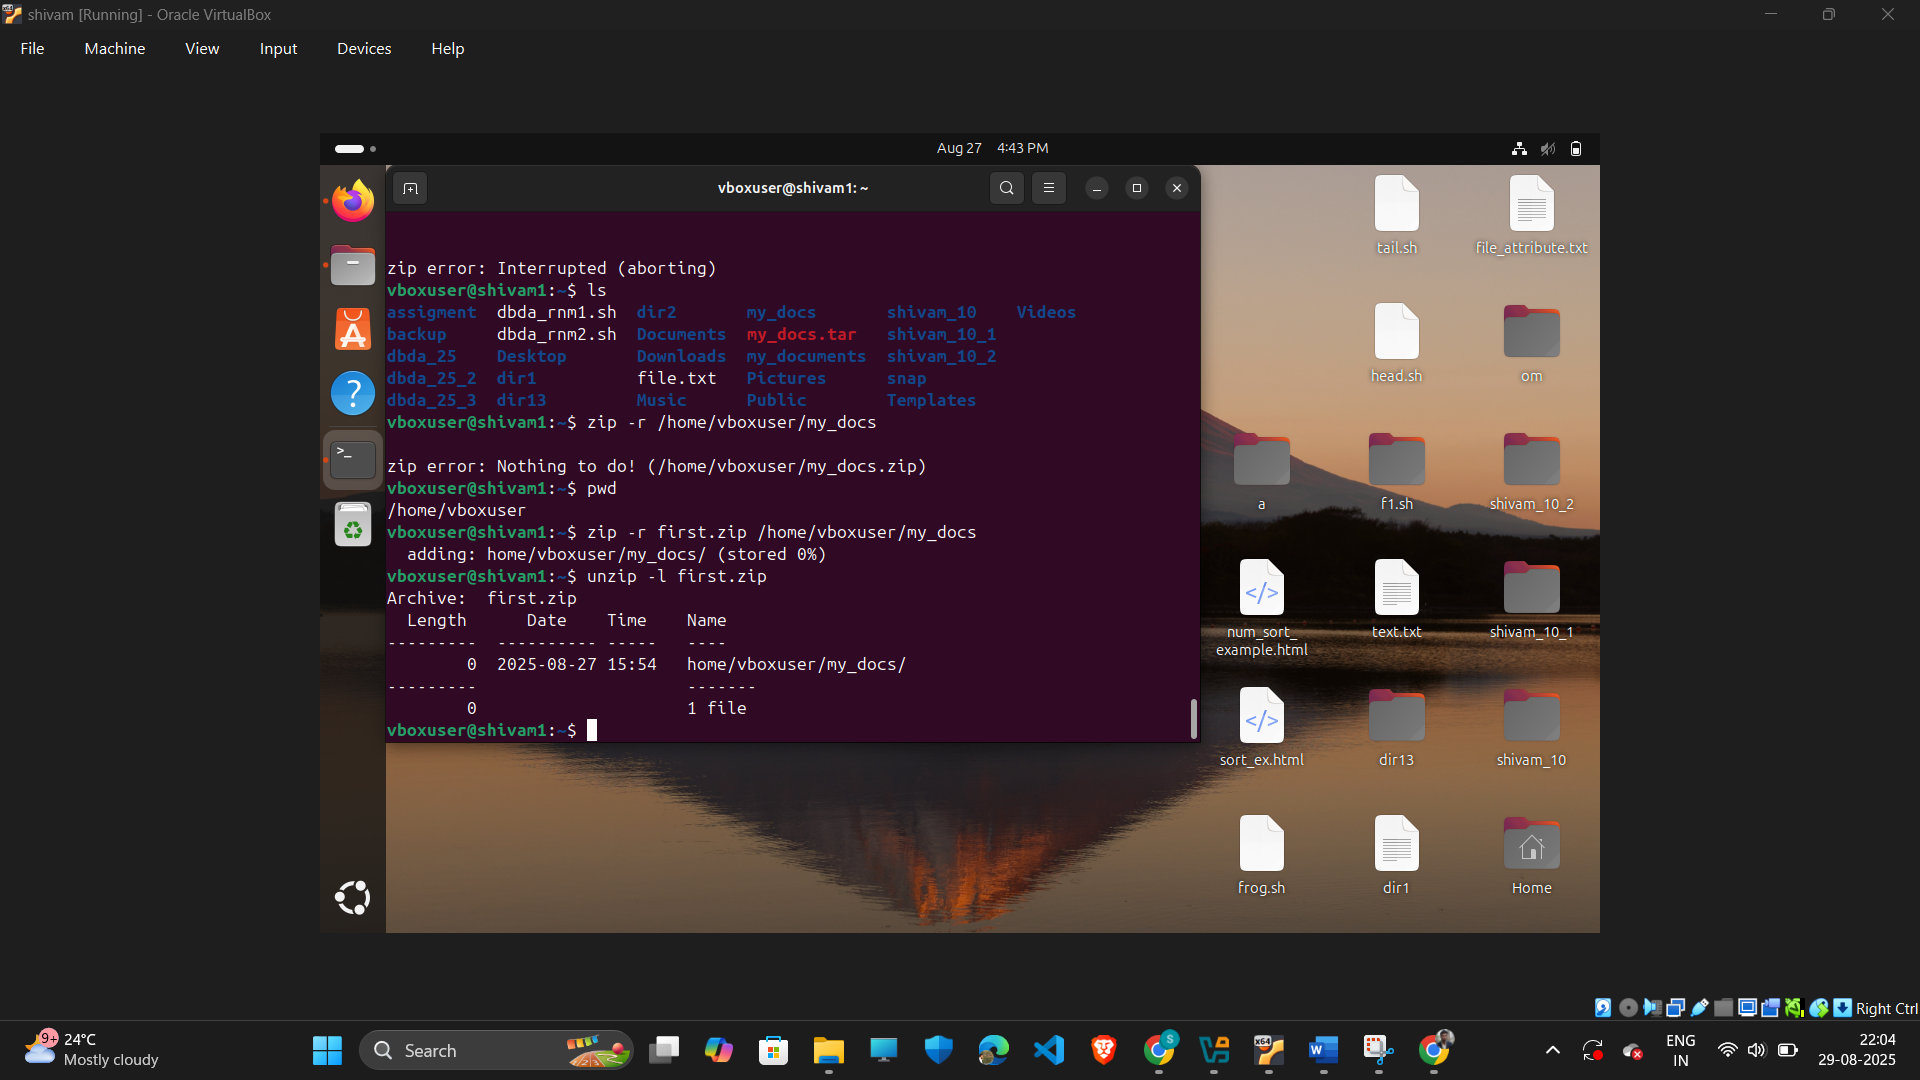 shivam [Running] - Oracle VirtualBox
File Machine View Input Devices Help
Aug 27 4:43 PM
vboxuser@shivam1: ~
zip error: Interrupted (aborting)
vboxuser@shivam1:~$ ls
assigment dbda_rnm1.sh dir2 my_docs shivam_10 Videos
backup dbda_rnm2.sh Documents my_docs.tar shivam_10_1
dbda_25 Desktop Downloads my_documents shivam_10_2
dbda_25_2 dir1 file.txt Pictures snap
dbda_25_3 dir13 Music Public Templates
vboxuser@shivam1:~$ zip -r /home/vboxuser/my_docs
zip error: Nothing to do! (/home/vboxuser/my_docs.zip)
vboxuser@shivam1:~$ pwd
/home/vboxuser
vboxuser@shivam1:~$ zip -r first.zip /home/vboxuser/my_docs
adding: home/vboxuser/my_docs/ (stored 0%)
vboxuser@shivam1:~$ unzip -l first.zip
Archive: first.zip
Length Date Time Name
--------- ---------- ----- ----
0 2025-08-27 15:54 home/vboxuser/my_docs/
--------- -------
0 1 file
vboxuser@shivam1:~$
tail.sh file_attribute.txt
head.sh om
a f1.sh shivam_10_2
num_sort_
example.html text.txt shivam_10_1
sort_ex.html dir13 shivam_10
frog.sh dir1 Home
Right Ctrl
9+
24°C
Mostly cloudy
Search
S
x64
W
ENG
IN
22:04
29-08-2025